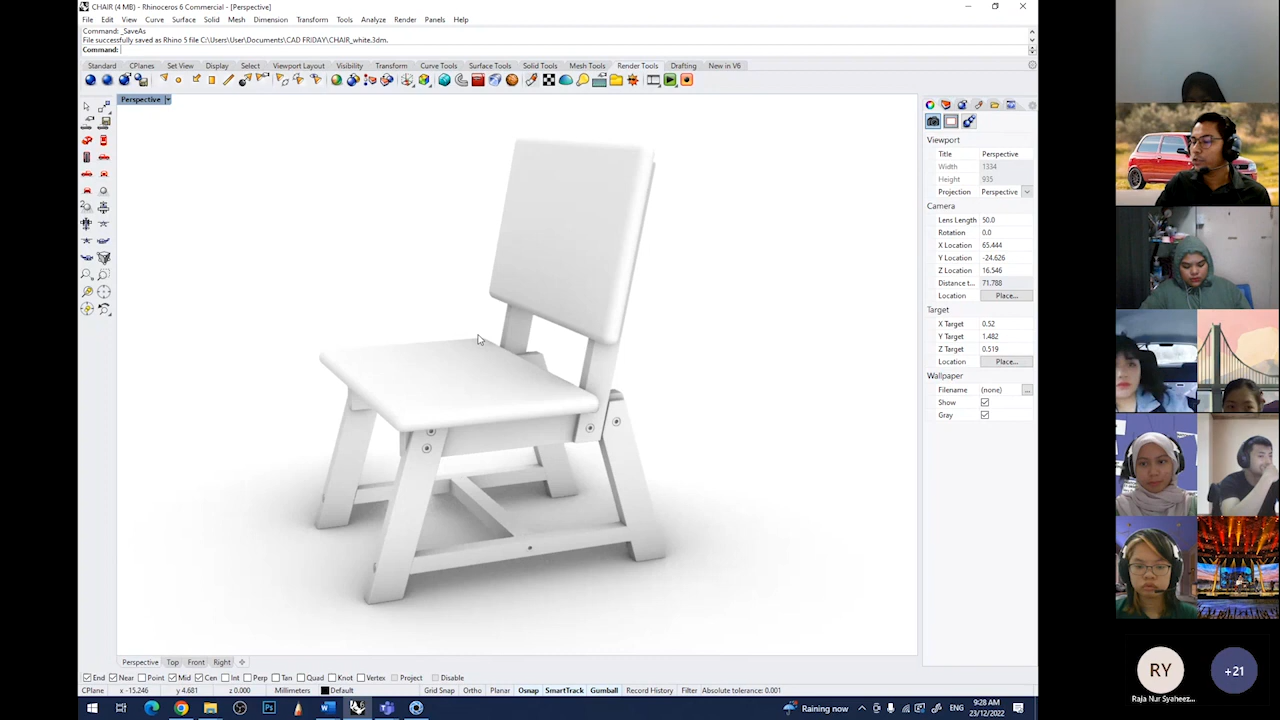 CHAIR (4 MB) - Rhinoceros 6 Commercial - [Perspective]
File Edit View Curve Surface Solid Mesh Dimension Transform Tools Analyze Render Panels Help
Command: _SaveAs
File successfully saved as Rhino 5 file C:\Users\User\Documents\CAD FRIDAY\CHAIR_white.3dm.
Command:
Standard CPlanes Set View Display Select Viewport Layout Visibility Transform Curve Tools Surface Tools Solid Tools Mesh Tools Render Tools Drafting New in V6
Perspective
Viewport
Title Perspective
Width 1334
Height 935
Projection Perspective
Camera
Lens Length 50.0
Rotation 0.0
X Location 65.444
Y Location -24.626
Z Location 16.546
Distance t... 71.788
Location Place...
Target
X Target 0.52
Y Target 1.482
Z Target 0.519
Location Place...
Wallpaper
Filename (none) ...
Show
Gray
Perspective Top Front Right
End Near Point Mid Cen Int Perp Tan Quad Knot Vertex Project Disable
CPlane x -15.246 y 4.681 z 0.000 Millimeters Default Grid Snap Ortho Planar Osnap SmartTrack Gumball Record History Filter Absolute tolerance: 0.001
Raining now ENG 9:28 AM
23/12/2022
RY
Raja Nur Syaheez...
+21